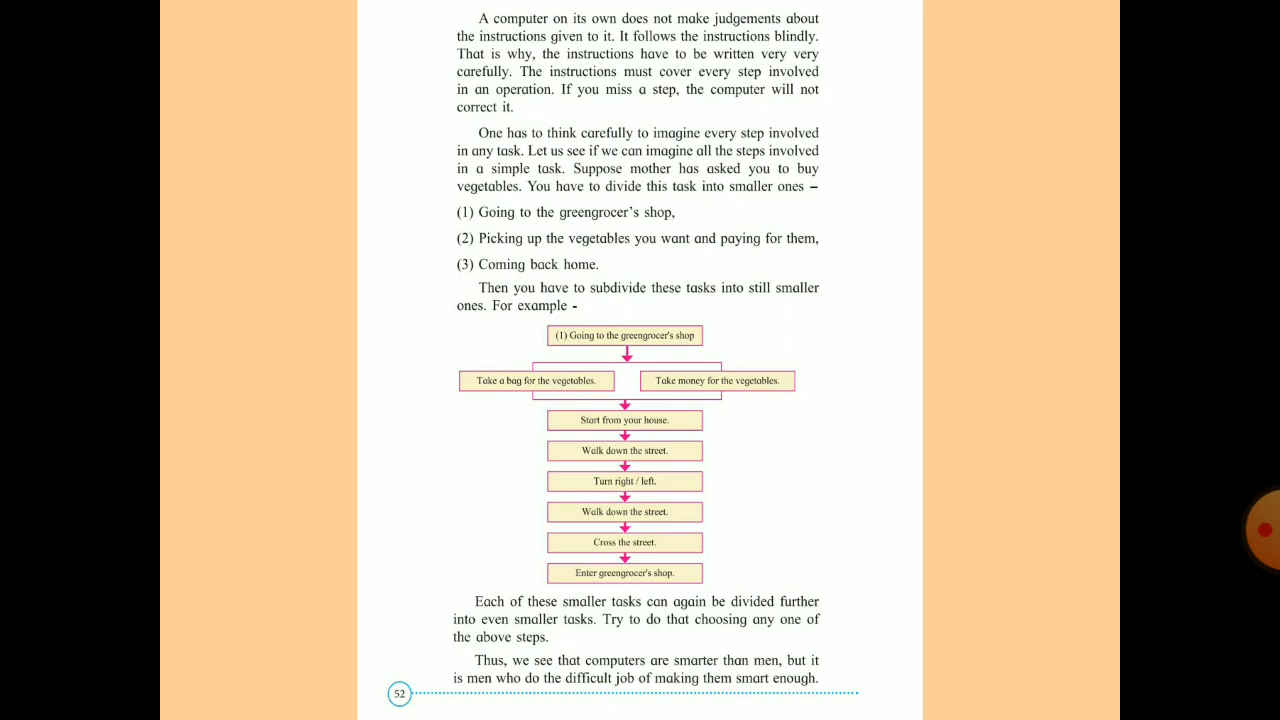 A computer on its own does not make judgements about
the instructions given to it. It follows the instructions blindly.
That is why, the instructions have to be written very very
carefully. The instructions must cover every step involved
in an operation. If you miss a step, the computer will not
correct it.
One has to think carefully to imagine every step involved
in any task. Let us see if we can imagine all the steps involved
in a simple task. Suppose mother has asked you to buy
vegetables. You have to divide this task into smaller ones –
(1) Going to the greengrocer's shop,
(2) Picking up the vegetables you want and paying for them,
(3) Coming back home.
Then you have to subdivide these tasks into still smaller
ones. For example -
(1) Going to the greengrocer's shop
Take a bag for the vegetables.
Take money for the vegetables.
Start from your house.
Walk down the street.
Turn right / left.
Walk down the street.
Cross the street.
Enter greengrocer's shop.
Each of these smaller tasks can again be divided further
into even smaller tasks. Try to do that choosing any one of
the above steps.
Thus, we see that computers are smarter than men, but it
is men who do the difficult job of making them smart enough.
52